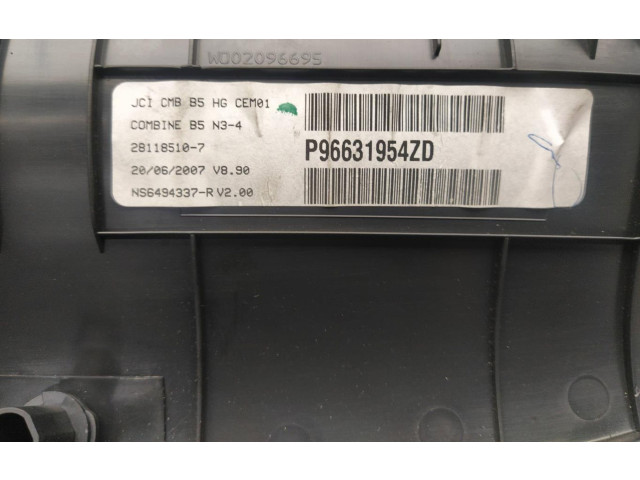 W002096695
JCI CMB B5 HG CEM01
COMBINE B5 N3-4
28118510-7
P96631954ZD
20/06/2007 V8.90
NS6494337-R V2.00